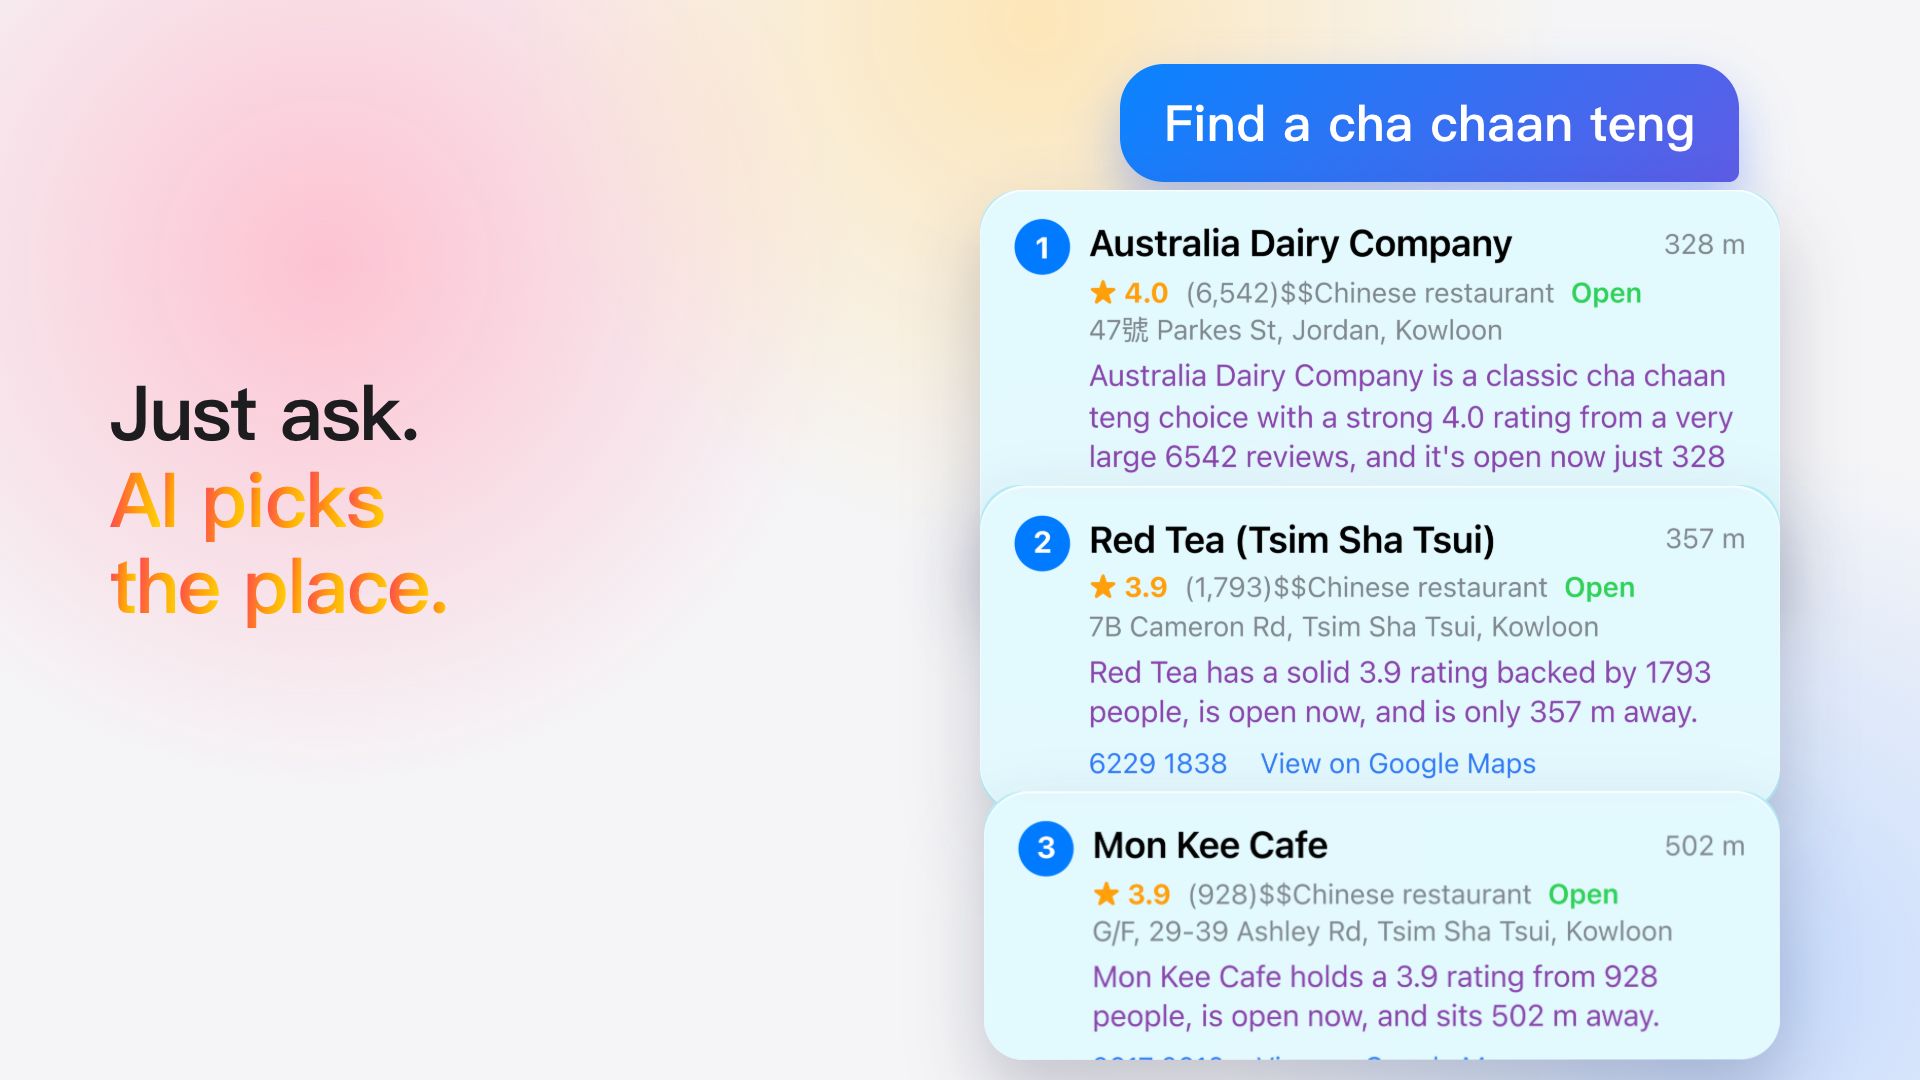 Just ask.
AI picks
the place.
Find a cha chaan teng
1 Australia Dairy Company 328 m
★ 4.0 (6,542)$$Chinese restaurant Open
47號 Parkes St, Jordan, Kowloon
Australia Dairy Company is a classic cha chaan
teng choice with a strong 4.0 rating from a very
large 6542 reviews, and it's open now just 328
2 Red Tea (Tsim Sha Tsui) 357 m
★ 3.9 (1,793)$$Chinese restaurant Open
7B Cameron Rd, Tsim Sha Tsui, Kowloon
Red Tea has a solid 3.9 rating backed by 1793
people, is open now, and is only 357 m away.
6229 1838 View on Google Maps
3 Mon Kee Cafe 502 m
★ 3.9 (928)$$Chinese restaurant Open
G/F, 29-39 Ashley Rd, Tsim Sha Tsui, Kowloon
Mon Kee Cafe holds a 3.9 rating from 928
people, is open now, and sits 502 m away.